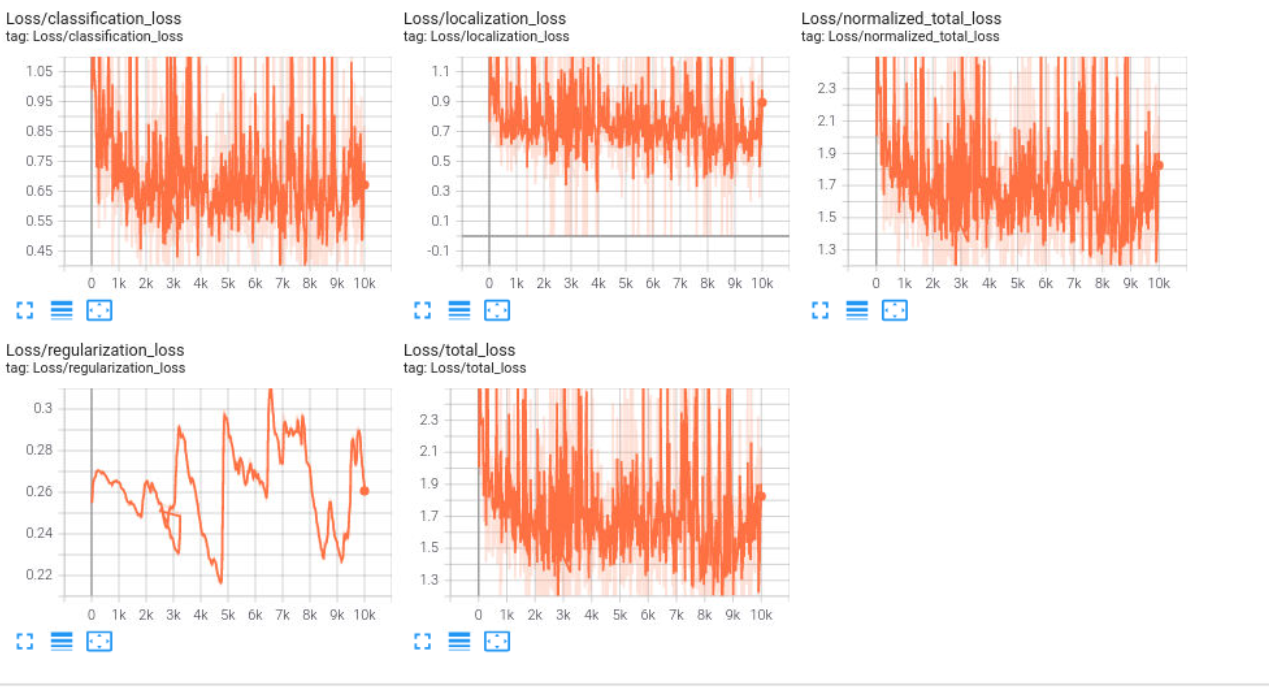 Loss/classification_loss
tag: Loss/classification_loss
1.05
0.95
0.85
0.75
0.65
0.55
0.45
0 1k 2k 3k 4k 5k 6k 7k 8k 9k 10k
Loss/localization_loss
tag: Loss/localization_loss
1.1
0.9
0.7
0.5
0.3
0.1
-0.1
0 1k 2k 3k 4k 5k 6k 7k 8k 9k 10k
Loss/normalized_total_loss
tag: Loss/normalized_total_loss
2.3
2.1
1.9
1.7
1.5
1.3
0 1k 2k 3k 4k 5k 6k 7k 8k 9k 10k
Loss/regularization_loss
tag: Loss/regularization_loss
0.3
0.28
0.26
0.24
0.22
0 1k 2k 3k 4k 5k 6k 7k 8k 9k 10k
Loss/total_loss
tag: Loss/total_loss
2.3
2.1
1.9
1.7
1.5
1.3
0 1k 2k 3k 4k 5k 6k 7k 8k 9k 10k